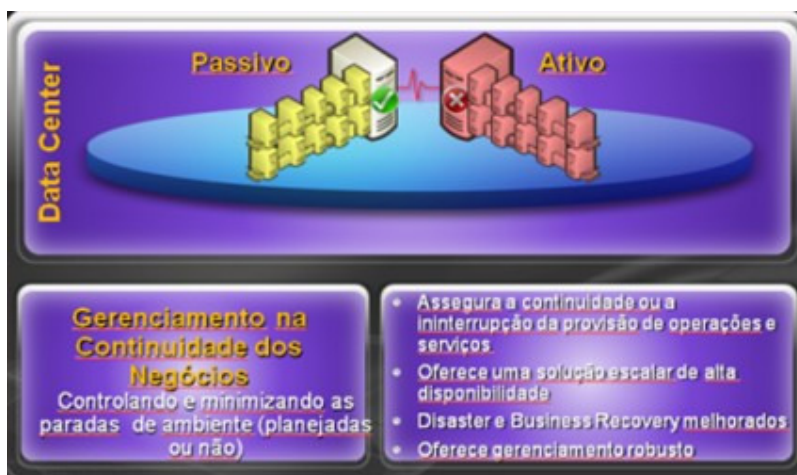 Data Center
Passivo
Ativo
Gerenciamento na
Continuidade dos
Negócios
Controlando e minimizando as
paradas de ambiente (planejadas
ou não)
• Assegura a continuidade ou a
ininterrupção da provisão de operações e
serviços
• Oferece uma solução escalar de alta
disponibilidade
• Disaster e Business Recovery melhorados
• Oferece gerenciamento robusto